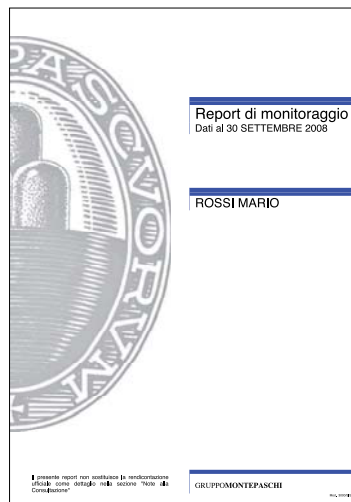 PASCVORVM
Report di monitoraggio
Dati al 30 SETTEMBRE 2008
ROSSI MARIO
Il presente report non sostituisce la rendicontazione
ufficiale come dettaglio nella sezione "Note alla
Consultazione"
GRUPPOMONTEPASCHI